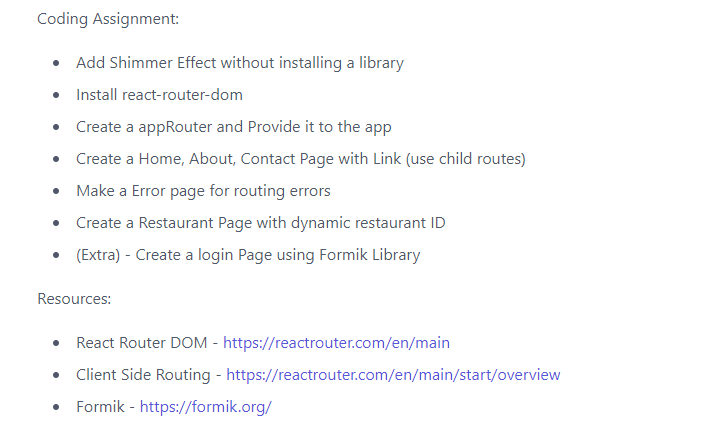 Coding Assignment:
Add Shimmer Effect without installing a library
Install react-router-dom
Create a appRouter and Provide it to the app
Create a Home, About, Contact Page with Link (use child routes)
Make a Error page for routing errors
Create a Restaurant Page with dynamic restaurant ID
(Extra) - Create a login Page using Formik Library
Resources:
React Router DOM - https://reactrouter.com/en/main
Client Side Routing - https://reactrouter.com/en/main/start/overview
Formik - https://formik.org/